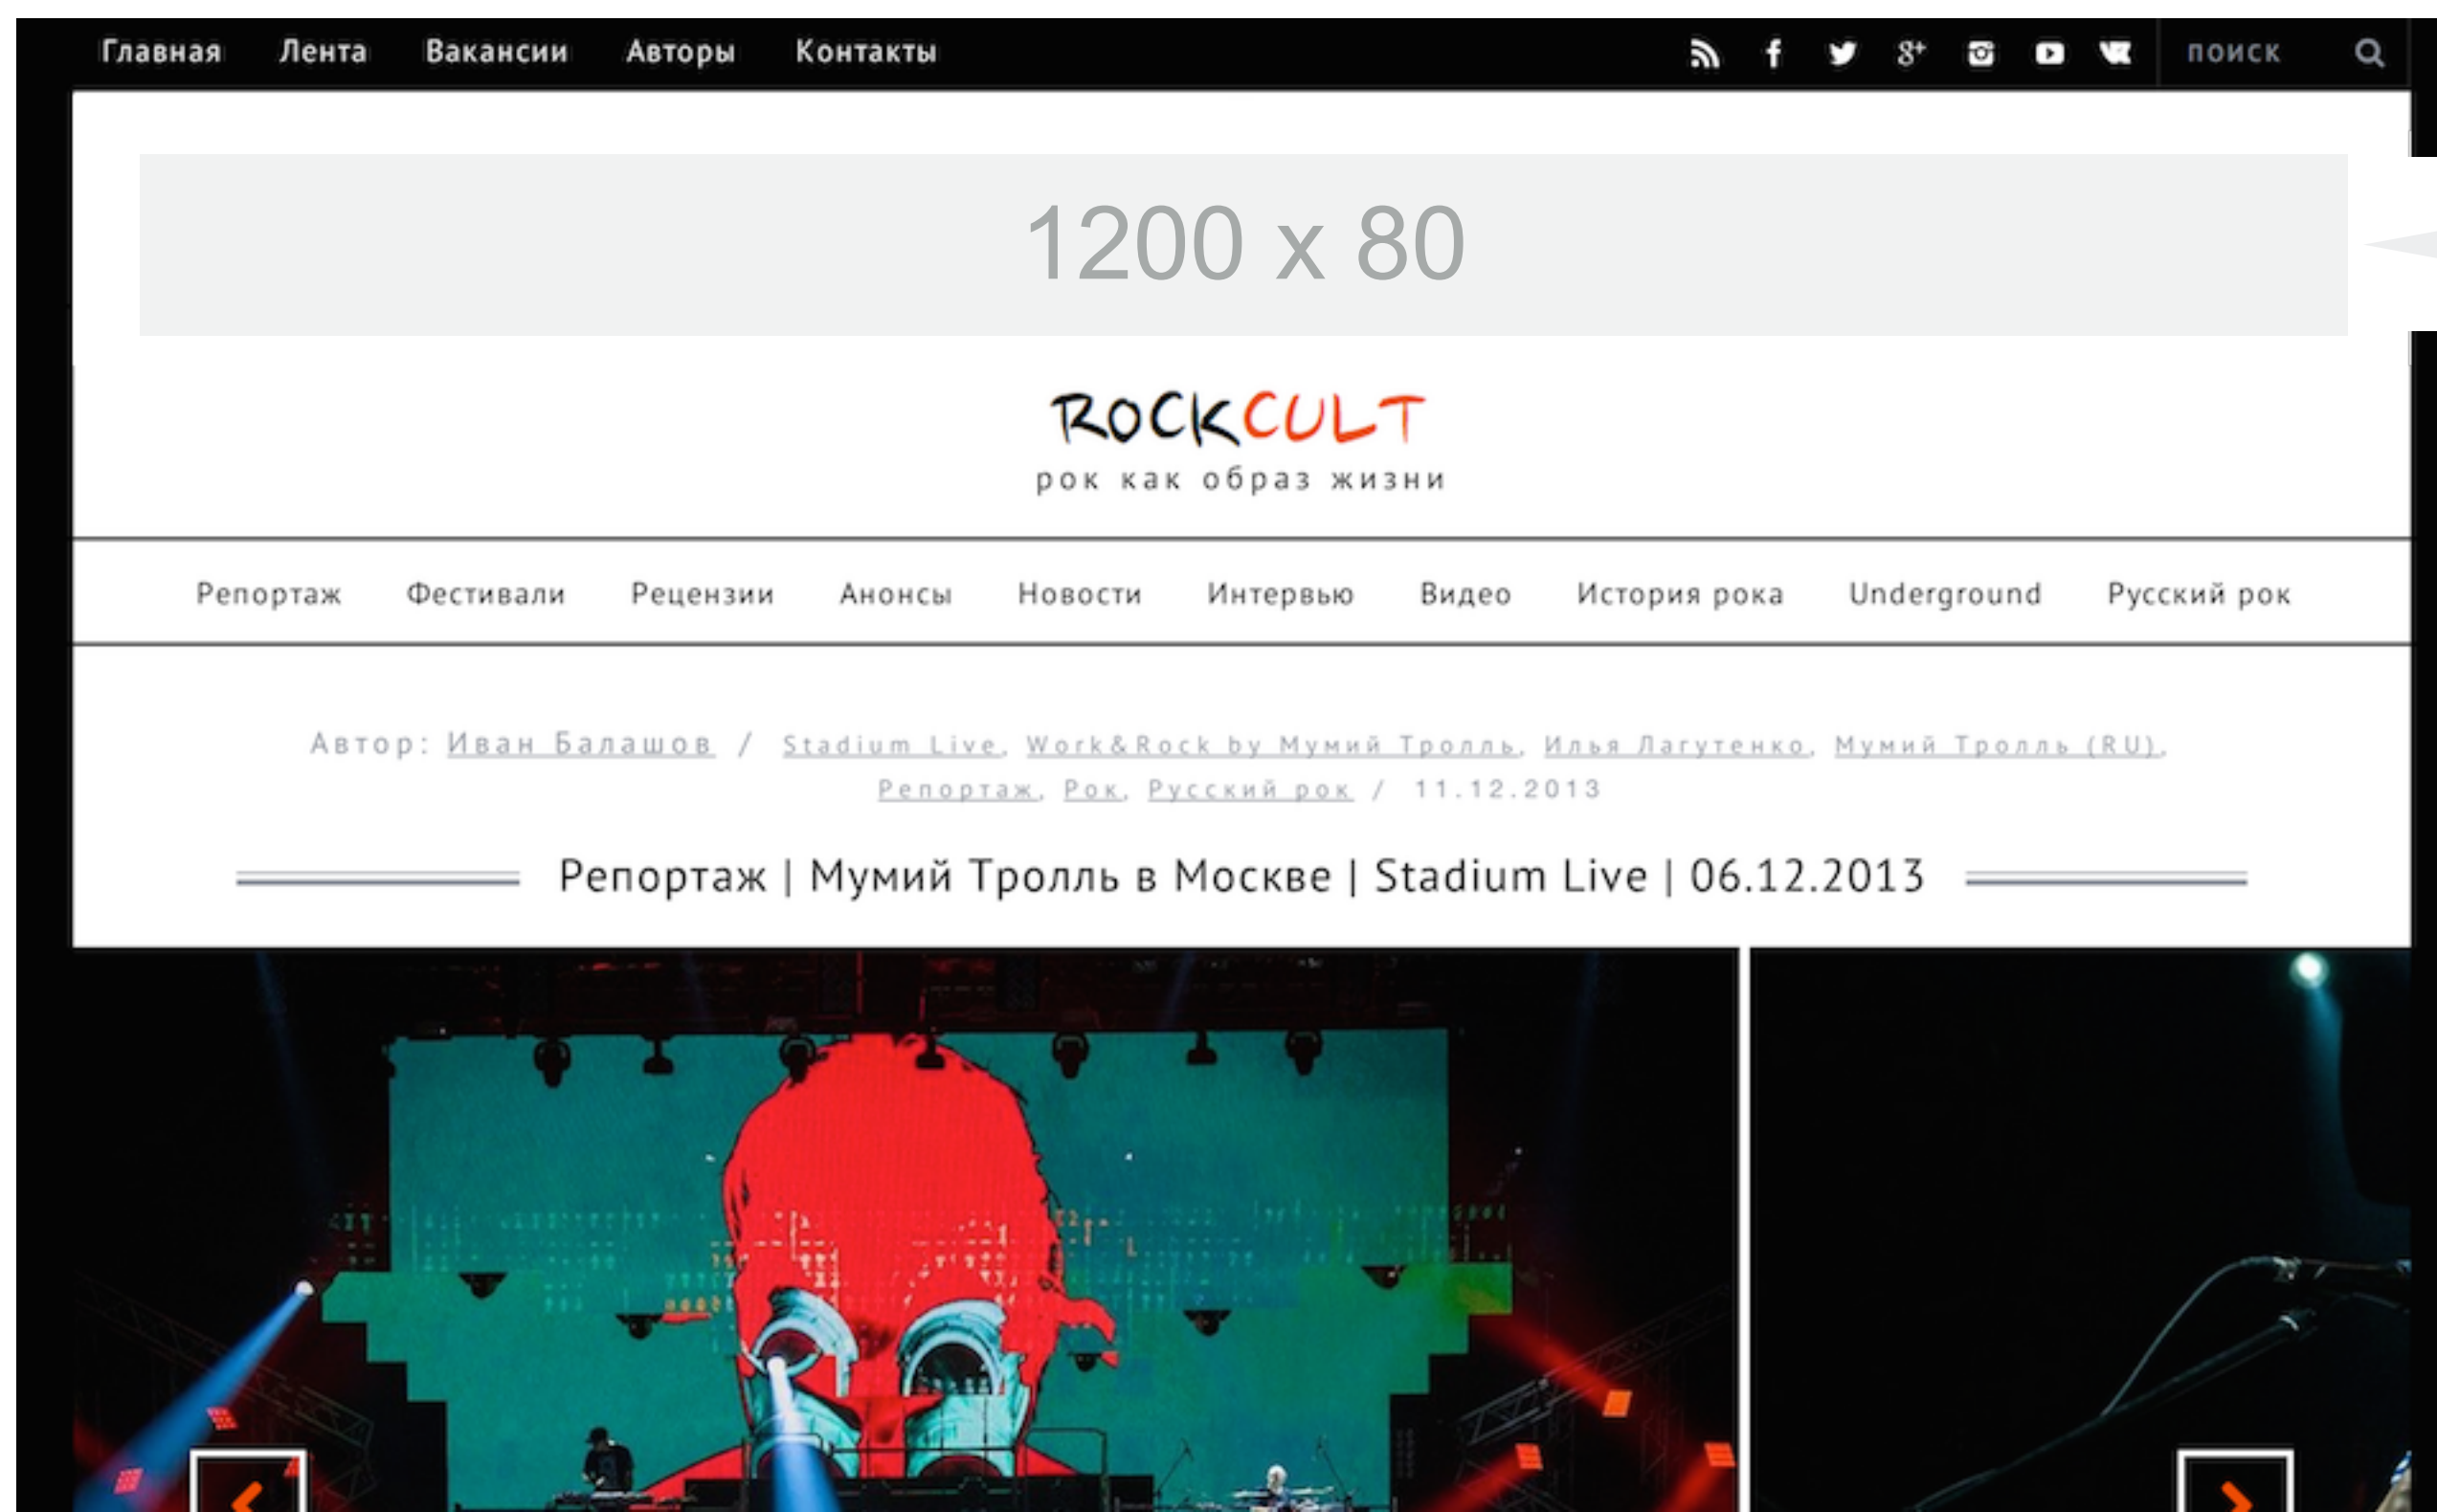 Главная Лента Вакансии Авторы Контакты поиск
1200 x 80
ROCKCULT
рок как образ жизни
Репортаж Фестивали Рецензии Анонсы Новости Интервью Видео История рока Underground Русский рок
Автор: Иван Балашов / Stadium Live, Work&Rock by Мумий Тролль, Илья Лагутенко, Мумий Тролль (RU),
Репортаж, Рок, Русский рок / 11.12.2013
Репортаж | Мумий Тролль в Москве | Stadium Live | 06.12.2013